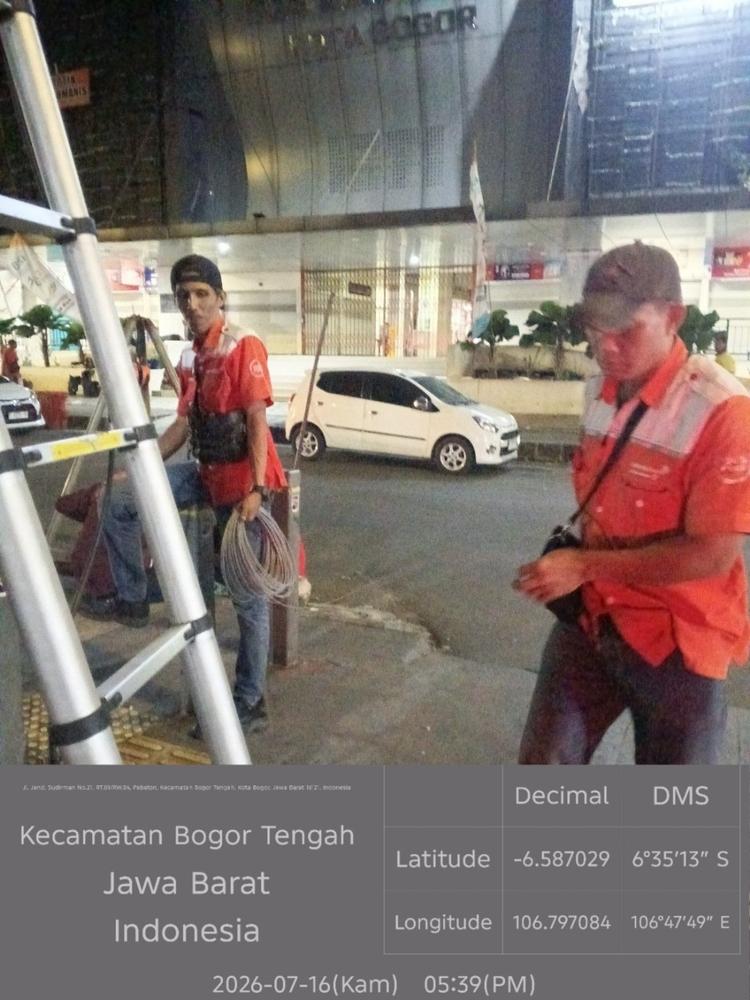 KOTA BOGOR
Jl. Jend. Sudirman No.21, RT.03/RW.04, Pabaton, Kecamatan Bogor Tengah, Kota Bogor, Jawa Barat 16121, Indonesia
Kecamatan Bogor Tengah
Jawa Barat
Indonesia
Decimal DMS
Latitude -6.587029 6°35'13" S
Longitude 106.797084 106°47'49" E
2026-07-16(Kam) 05:39(PM)